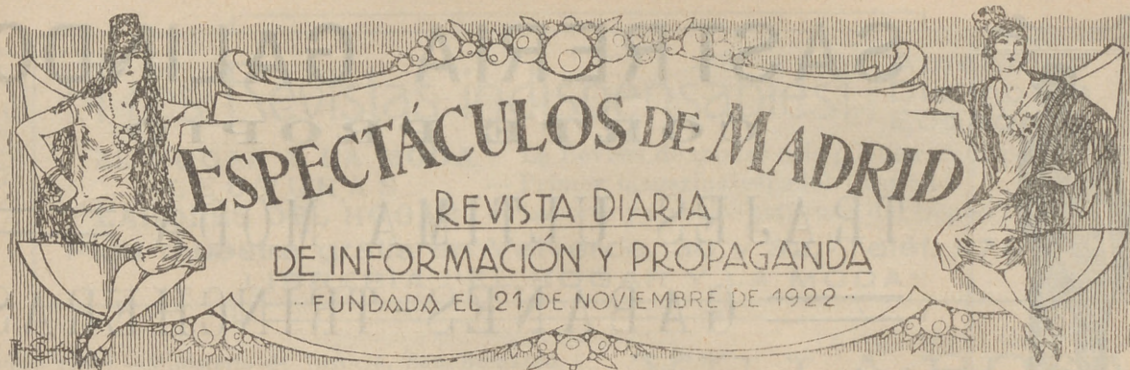 ESPECTÁCULOS DE MADRID
REVISTA DIARIA
DE INFORMACIÓN Y PROPAGANDA
·· FUNDADA EL 21 DE NOVIEMBRE DE 1922 ··